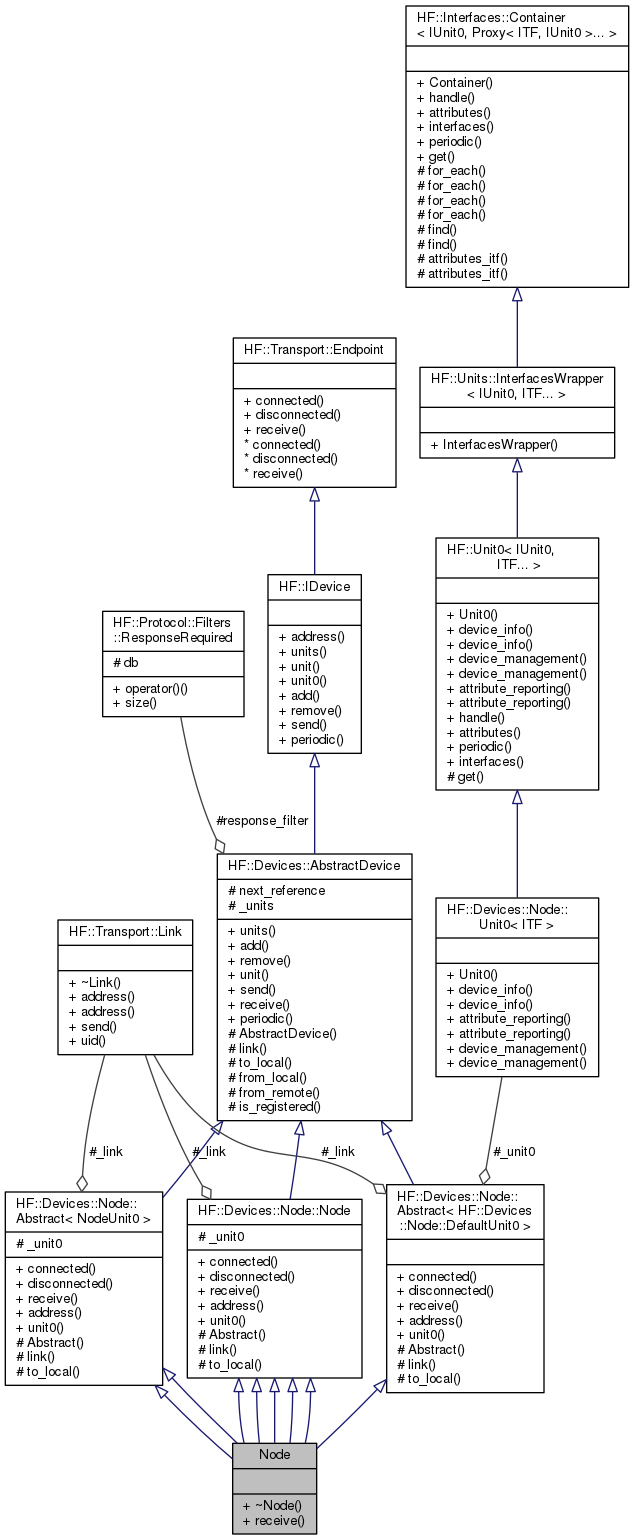 HF::Interfaces::Container
< IUnit0, Proxy< ITF, IUnit0 >... >
+ Container()
+ handle()
+ attributes()
+ interfaces()
+ periodic()
+ get()
# for_each()
# for_each()
# for_each()
# for_each()
# find()
# find()
# attributes_itf()
# attributes_itf()
HF::Transport::Endpoint
+ connected()
+ disconnected()
+ receive()
* connected()
* disconnected()
* receive()
HF::Units::InterfacesWrapper
< IUnit0, ITF... >
+ InterfacesWrapper()
HF::Unit0< IUnit0,
ITF... >
+ Unit0()
+ device_info()
+ device_info()
+ device_management()
+ device_management()
+ attribute_reporting()
+ attribute_reporting()
+ handle()
+ attributes()
+ periodic()
+ interfaces()
# get()
HF::IDevice
+ address()
+ units()
+ unit()
+ unit0()
+ add()
+ remove()
+ send()
+ periodic()
HF::Protocol::Filters
::ResponseRequired
# db
+ operator()()
+ size()
#response_filter
HF::Devices::AbstractDevice
# next_reference
# _units
+ units()
+ add()
+ remove()
+ unit()
+ send()
+ receive()
+ periodic()
# AbstractDevice()
# link()
# to_local()
# from_local()
# from_remote()
# is_registered()
HF::Devices::Node::
Unit0< ITF >
+ Unit0()
+ device_info()
+ device_info()
+ attribute_reporting()
+ attribute_reporting()
+ device_management()
+ device_management()
HF::Transport::Link
+ ~Link()
+ address()
+ address()
+ send()
+ uid()
#_link
#_link
#_link
#_unit0
HF::Devices::Node::
Abstract< NodeUnit0 >
# _unit0
+ connected()
+ disconnected()
+ receive()
+ address()
+ unit0()
# Abstract()
# link()
# to_local()
HF::Devices::Node::Node
# _unit0
+ connected()
+ disconnected()
+ receive()
+ address()
+ unit0()
# Abstract()
# link()
# to_local()
HF::Devices::Node::
Abstract< HF::Devices
::Node::DefaultUnit0 >
+ connected()
+ disconnected()
+ receive()
+ address()
+ unit0()
# Abstract()
# link()
# to_local()
Node
+ ~Node()
+ receive()